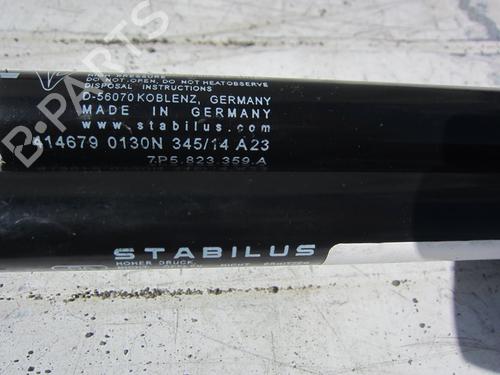 HIGH PRESSURE
DO NOT OPEN, DO NOT HEAT OBSERVE
DISPOSAL INSTRUCTIONS
D-56070 KOBLENZ, GERMANY
MADE IN GERMANY
www.stabilus.com
414679 0130N 345/14 A23
7P5.823.359.A
STABILUS
HOHER DRUCK,
B-PARTS